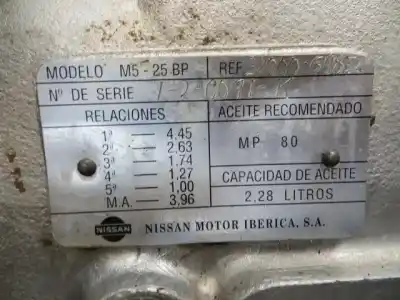 MODELO M5-25 BP REF.
Nº DE SERIE
RELACIONES
1ª — 4,45
2ª — 2,63
3ª — 1,74
4ª — 1,27
5ª — 1,00
M.A. — 3,96
ACEITE RECOMENDADO
MP 80
CAPACIDAD DE ACEITE
2,28 LITROS
NISSAN NISSAN MOTOR IBERICA, S.A.